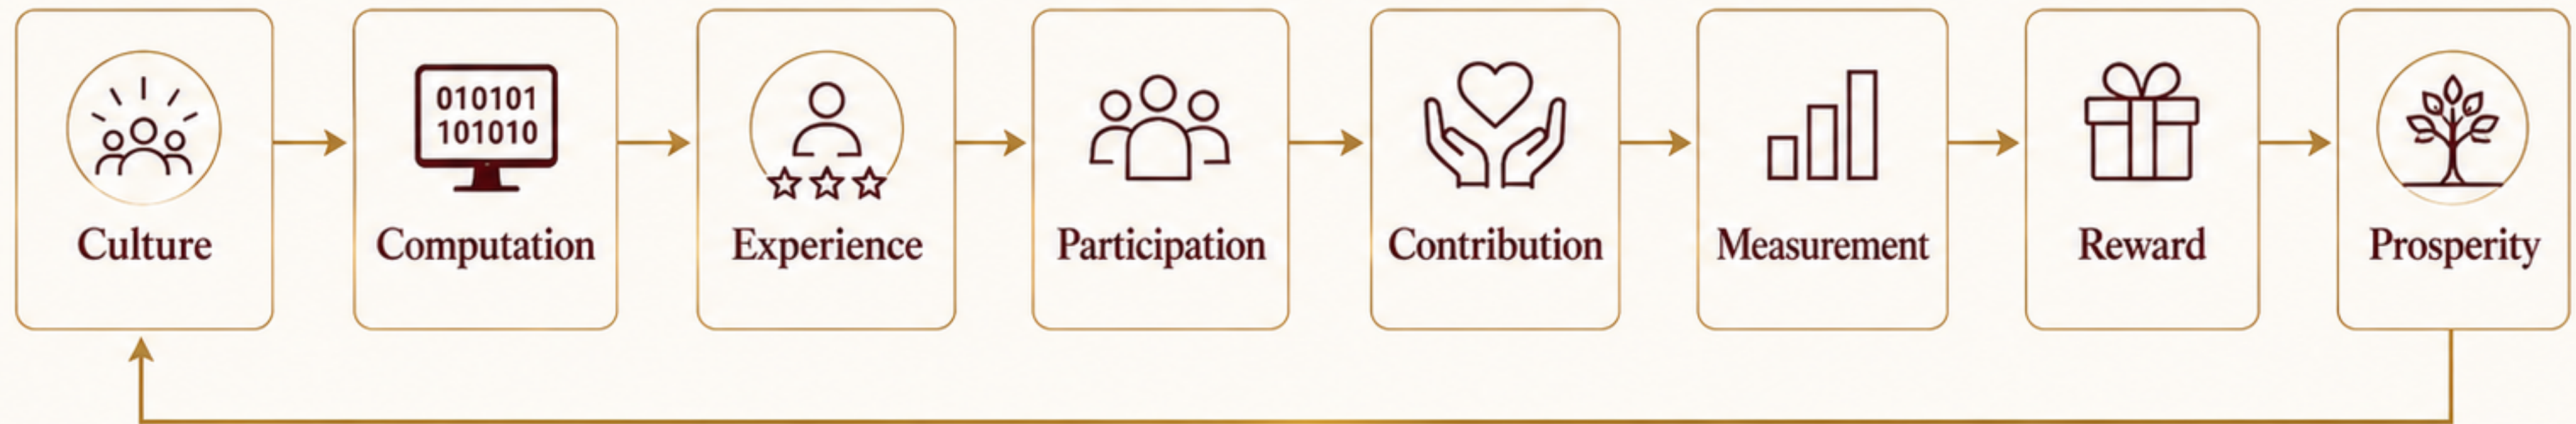 Culture
010101
101010
Computation
Experience
Participation
Contribution
Measurement
Reward
Prosperity